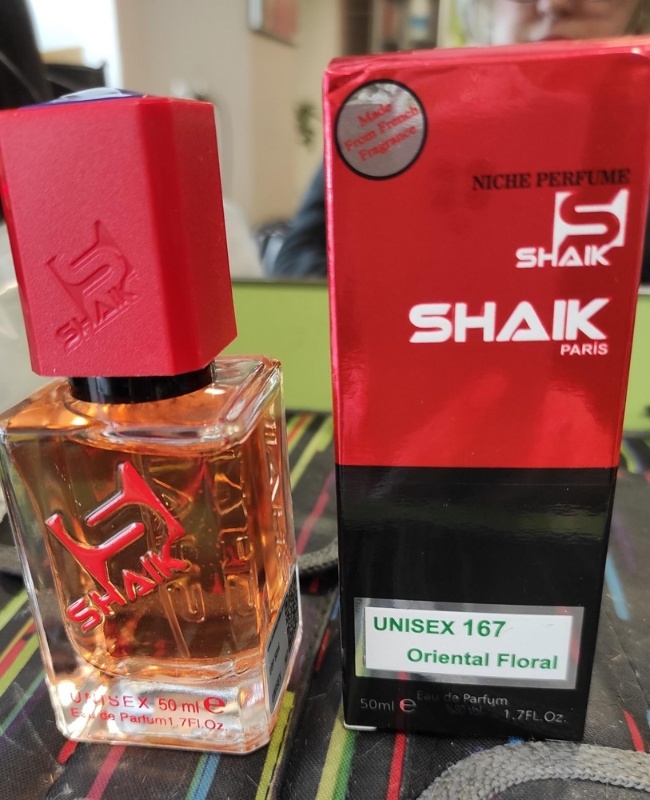 SHAIK
SHAIK
UNISEX 50 ml e
Eau de Parfum1.7FL.Oz.
Made
From French
Fragrance
NICHE PERFUME
SHAIK
SHAIK
PARİS
UNISEX 167
Oriental Floral
50ml e
Eau de Parfum
1.7FL.Oz.